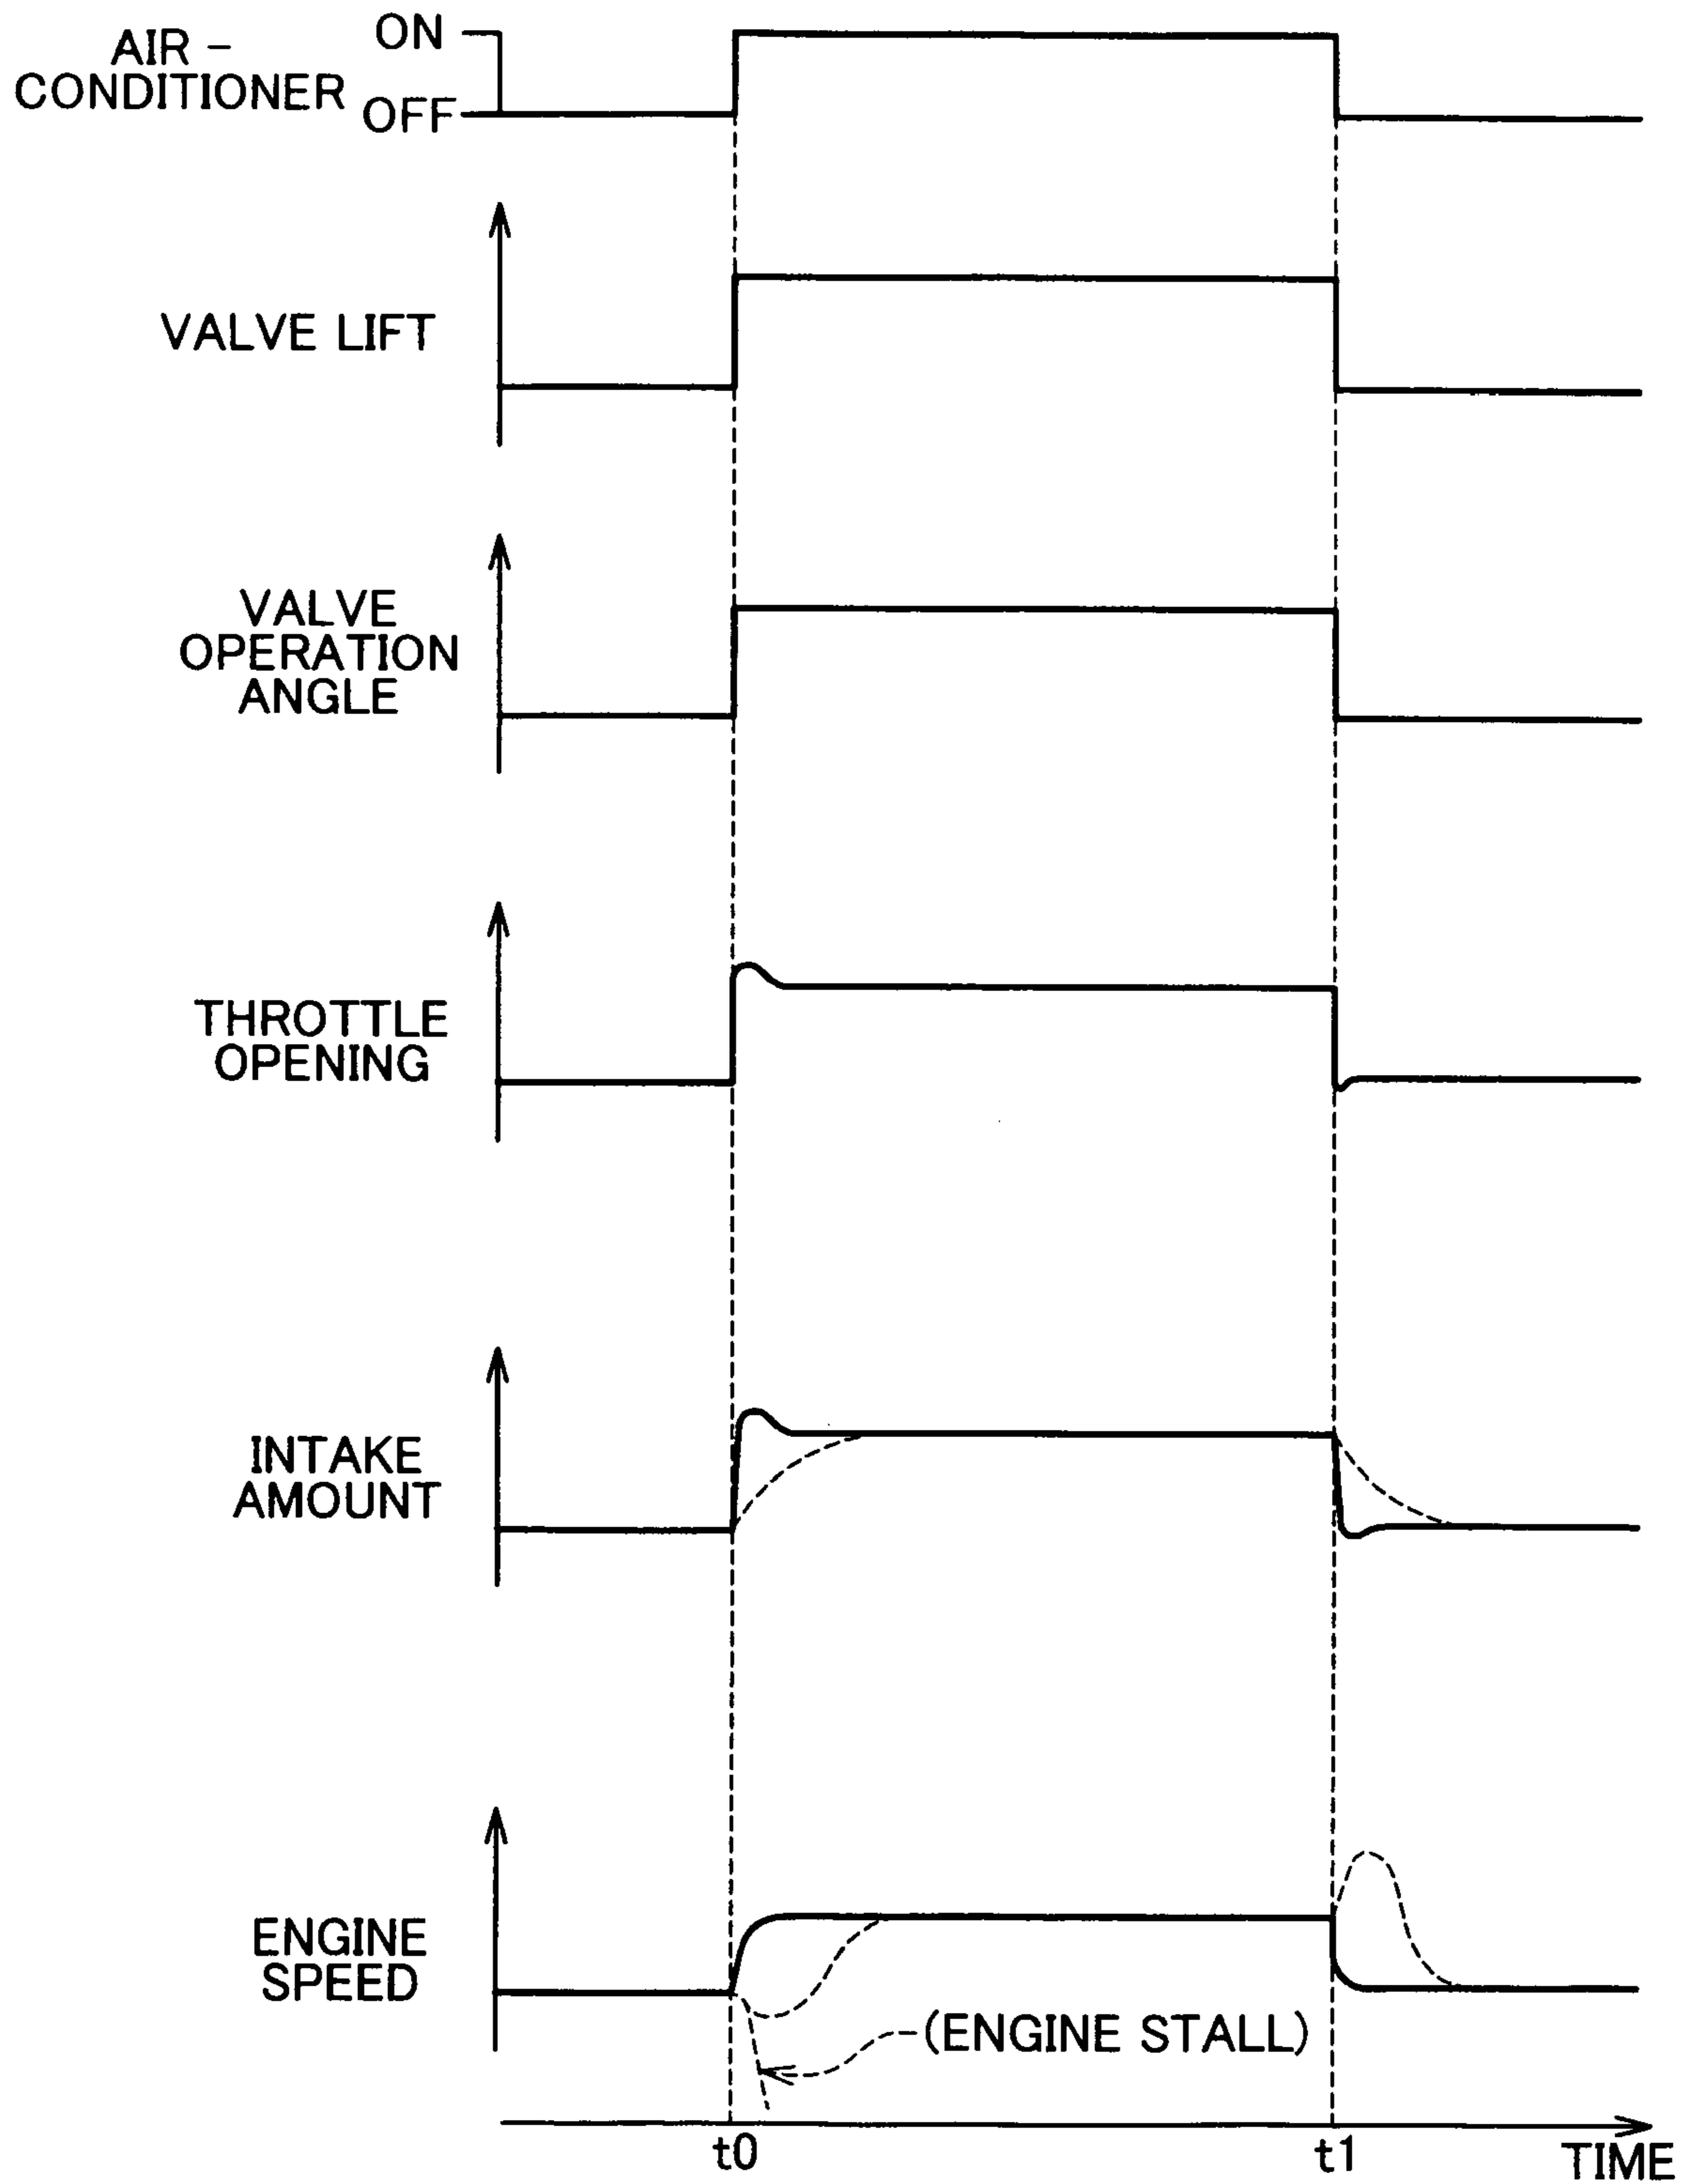 AIR -
CONDITIONER
ON
OFF
VALVE LIFT
VALVE
OPERATION
ANGLE
THROTTLE
OPENING
INTAKE
AMOUNT
ENGINE
SPEED
(ENGINE STALL)
t0
t1
TIME